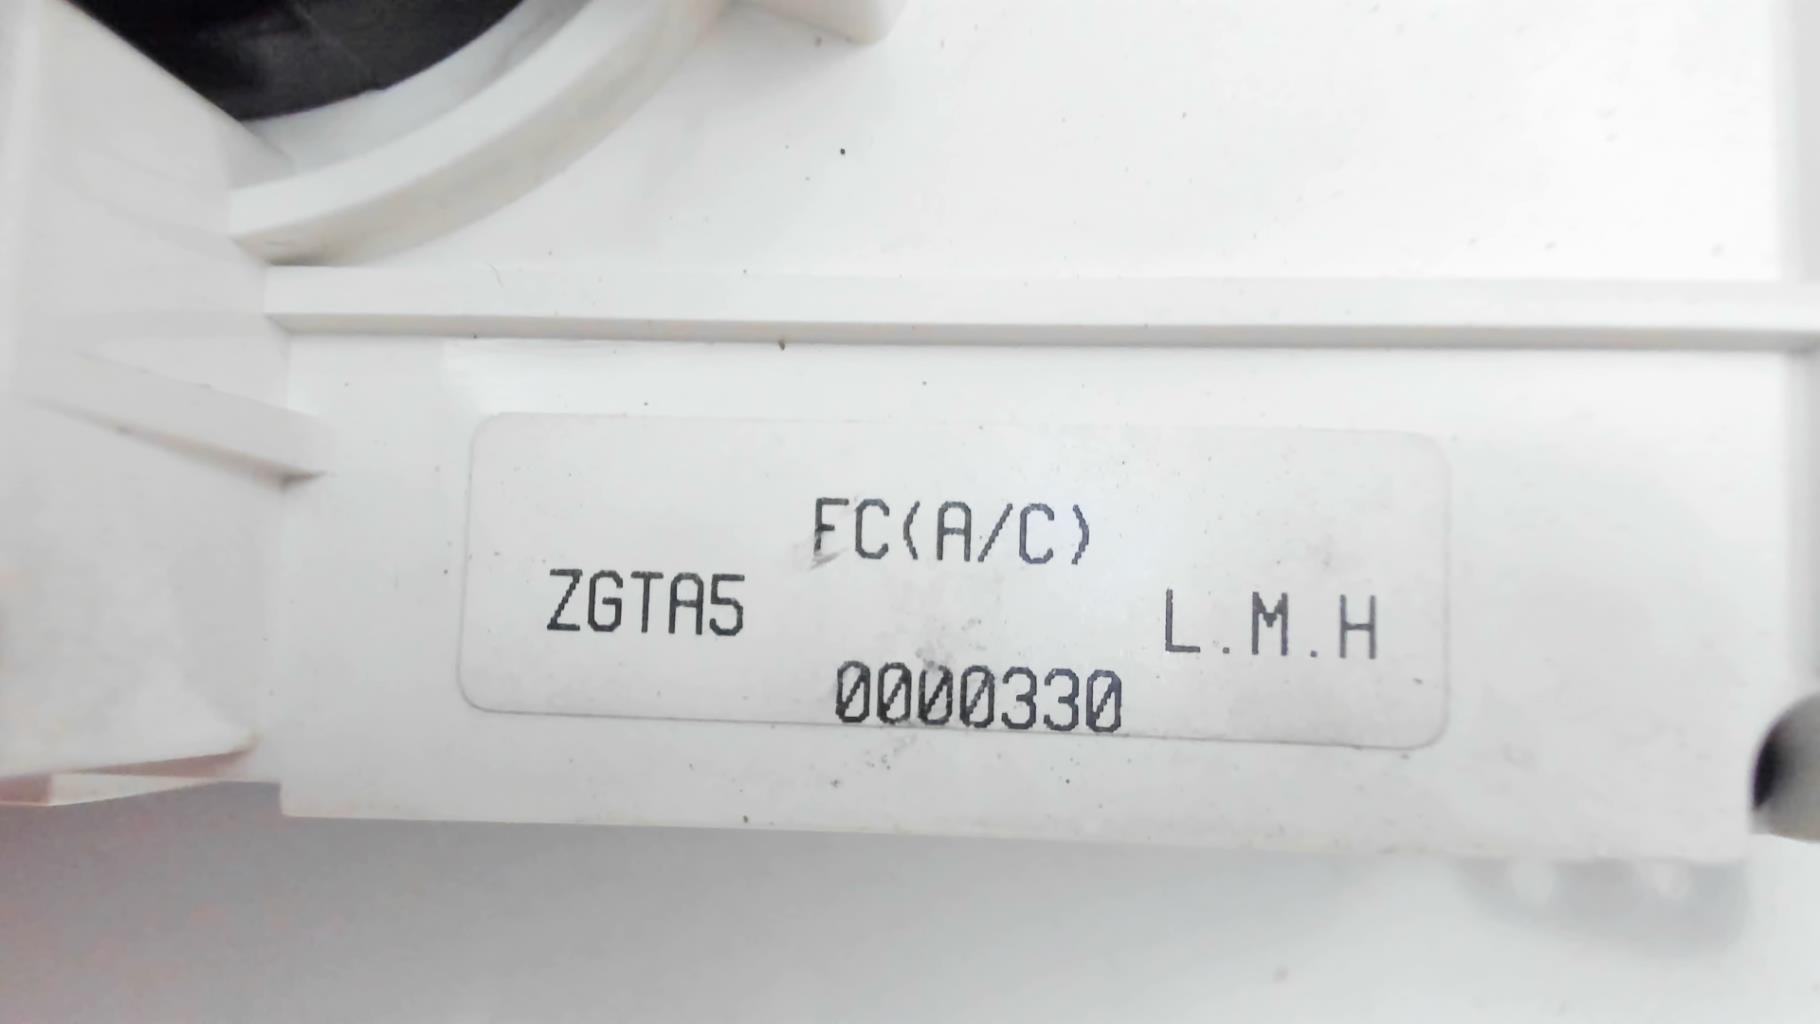 FC(A/C)
ZGTA5 L.M.H
0000330